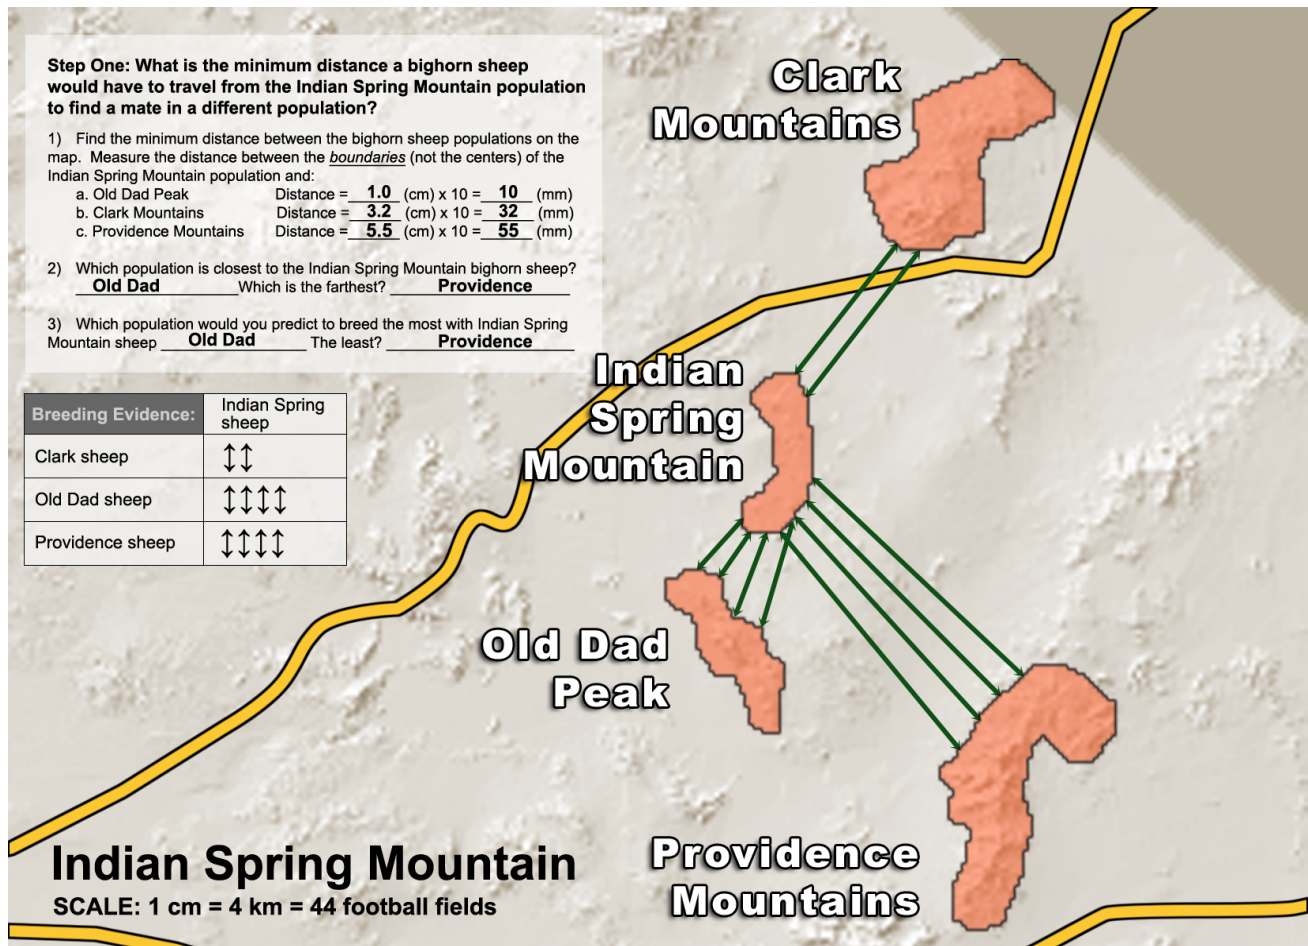 Step One: What is the minimum distance a bighorn sheep
would have to travel from the Indian Spring Mountain population
to find a mate in a different population?
1) Find the minimum distance between the bighorn sheep populations on the
map. Measure the distance between the boundaries (not the centers) of the
Indian Spring Mountain population and:
a. Old Dad Peak Distance = 1.0 (cm) x 10 = 10 (mm)
b. Clark Mountains Distance = 3.2 (cm) x 10 = 32 (mm)
c. Providence Mountains Distance = 5.5 (cm) x 10 = 55 (mm)
2) Which population is closest to the Indian Spring Mountain bighorn sheep?
Old Dad Which is the farthest? Providence
3) Which population would you predict to breed the most with Indian Spring
Mountain sheep Old Dad The least? Providence
Breeding Evidence: Indian Spring
sheep
Clark sheep
Old Dad sheep
Providence sheep
Clark
Mountains
Indian
Spring
Mountain
Old Dad
Peak
Providence
Mountains
Indian Spring Mountain
SCALE: 1 cm = 4 km = 44 football fields